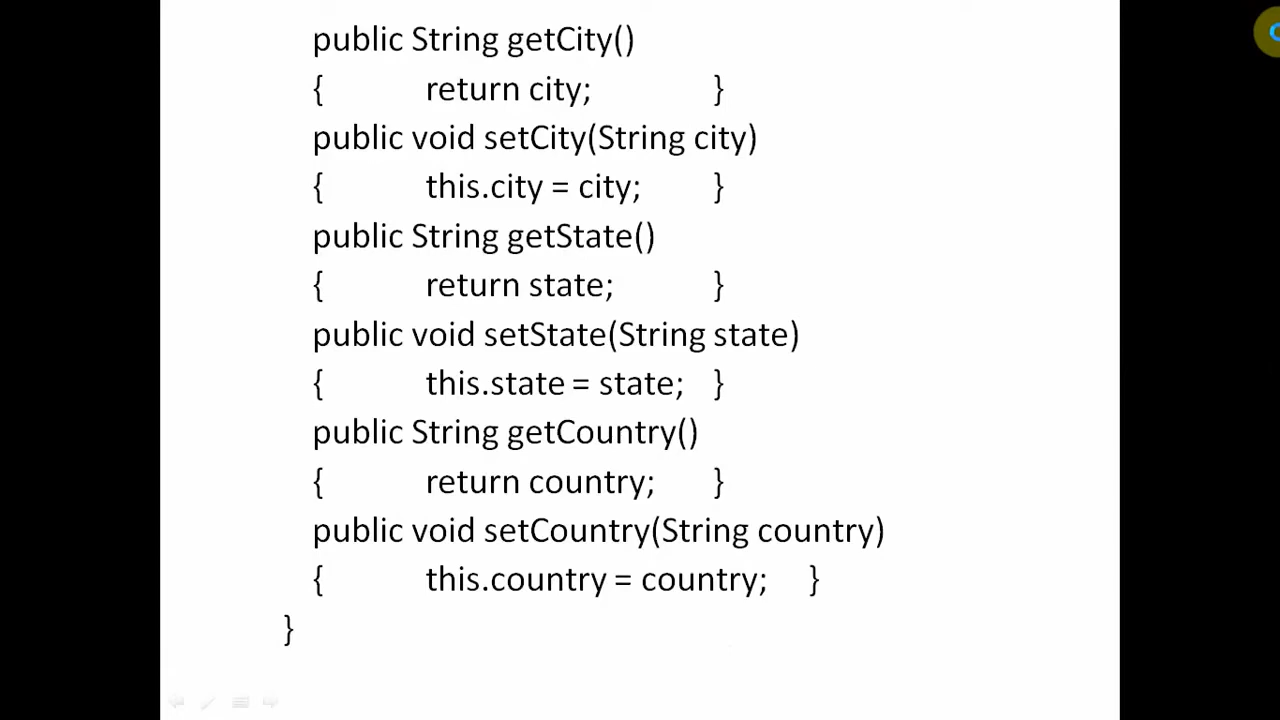 public String getCity()
{ return city; }
public void setCity(String city)
{ this.city = city; }
public String getState()
{ return state; }
public void setState(String state)
{ this.state = state; }
public String getCountry()
{ return country; }
public void setCountry(String country)
{ this.country = country; }
}